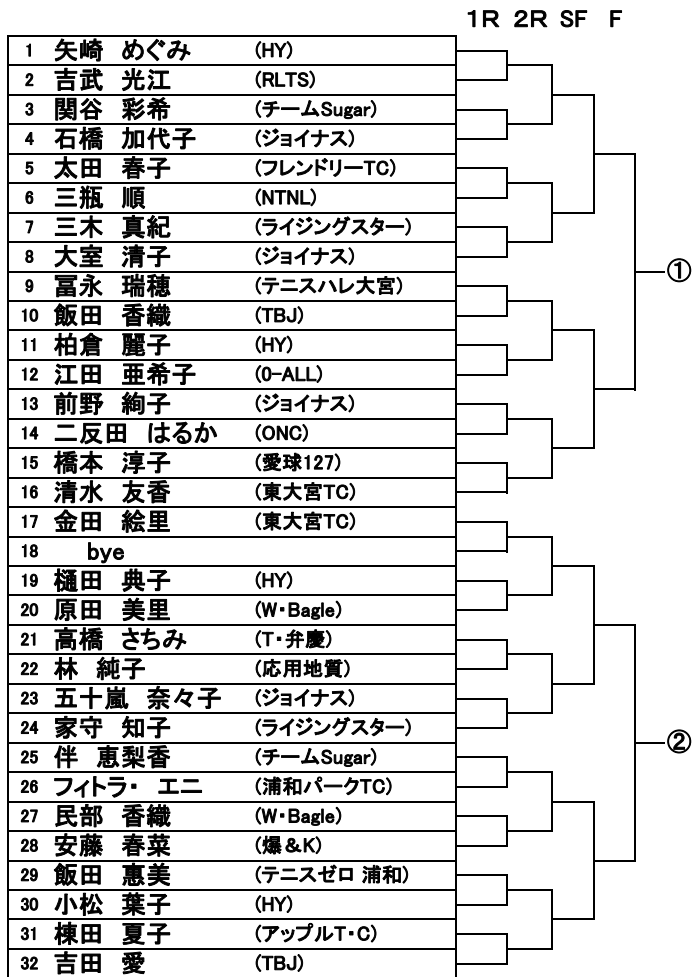 1R 2R SF F
1 矢崎 めぐみ (HY)
2 吉武 光江 (RLTS)
3 関谷 彩希 (チームSugar)
4 石橋 加代子 (ジョイナス)
5 太田 春子 (フレンドリーTC)
6 三瓶 順 (NTNL)
7 三木 真紀 (ライジングスター)
8 大室 清子 (ジョイナス)
①
9 冨永 瑞穂 (テニスハレ大宮)
10 飯田 香織 (TBJ)
11 柏倉 麗子 (HY)
12 江田 亜希子 (0-ALL)
13 前野 絢子 (ジョイナス)
14 二反田 はるか (ONC)
15 橋本 淳子 (愛球127)
16 清水 友香 (東大宮TC)
17 金田 絵里 (東大宮TC)
18 bye
19 樋田 典子 (HY)
20 原田 美里 (W・Bagle)
21 高橋 さちみ (T・弁慶)
22 林 純子 (応用地質)
23 五十嵐 奈々子 (ジョイナス)
24 家守 知子 (ライジングスター)
②
25 伴 恵梨香 (チームSugar)
26 フィトラ・ エニ (浦和パークTC)
27 民部 香織 (W・Bagle)
28 安藤 春菜 (爆&K)
29 飯田 惠美 (テニスゼロ 浦和)
30 小松 葉子 (HY)
31 棟田 夏子 (アップルT・C)
32 吉田 愛 (TBJ)